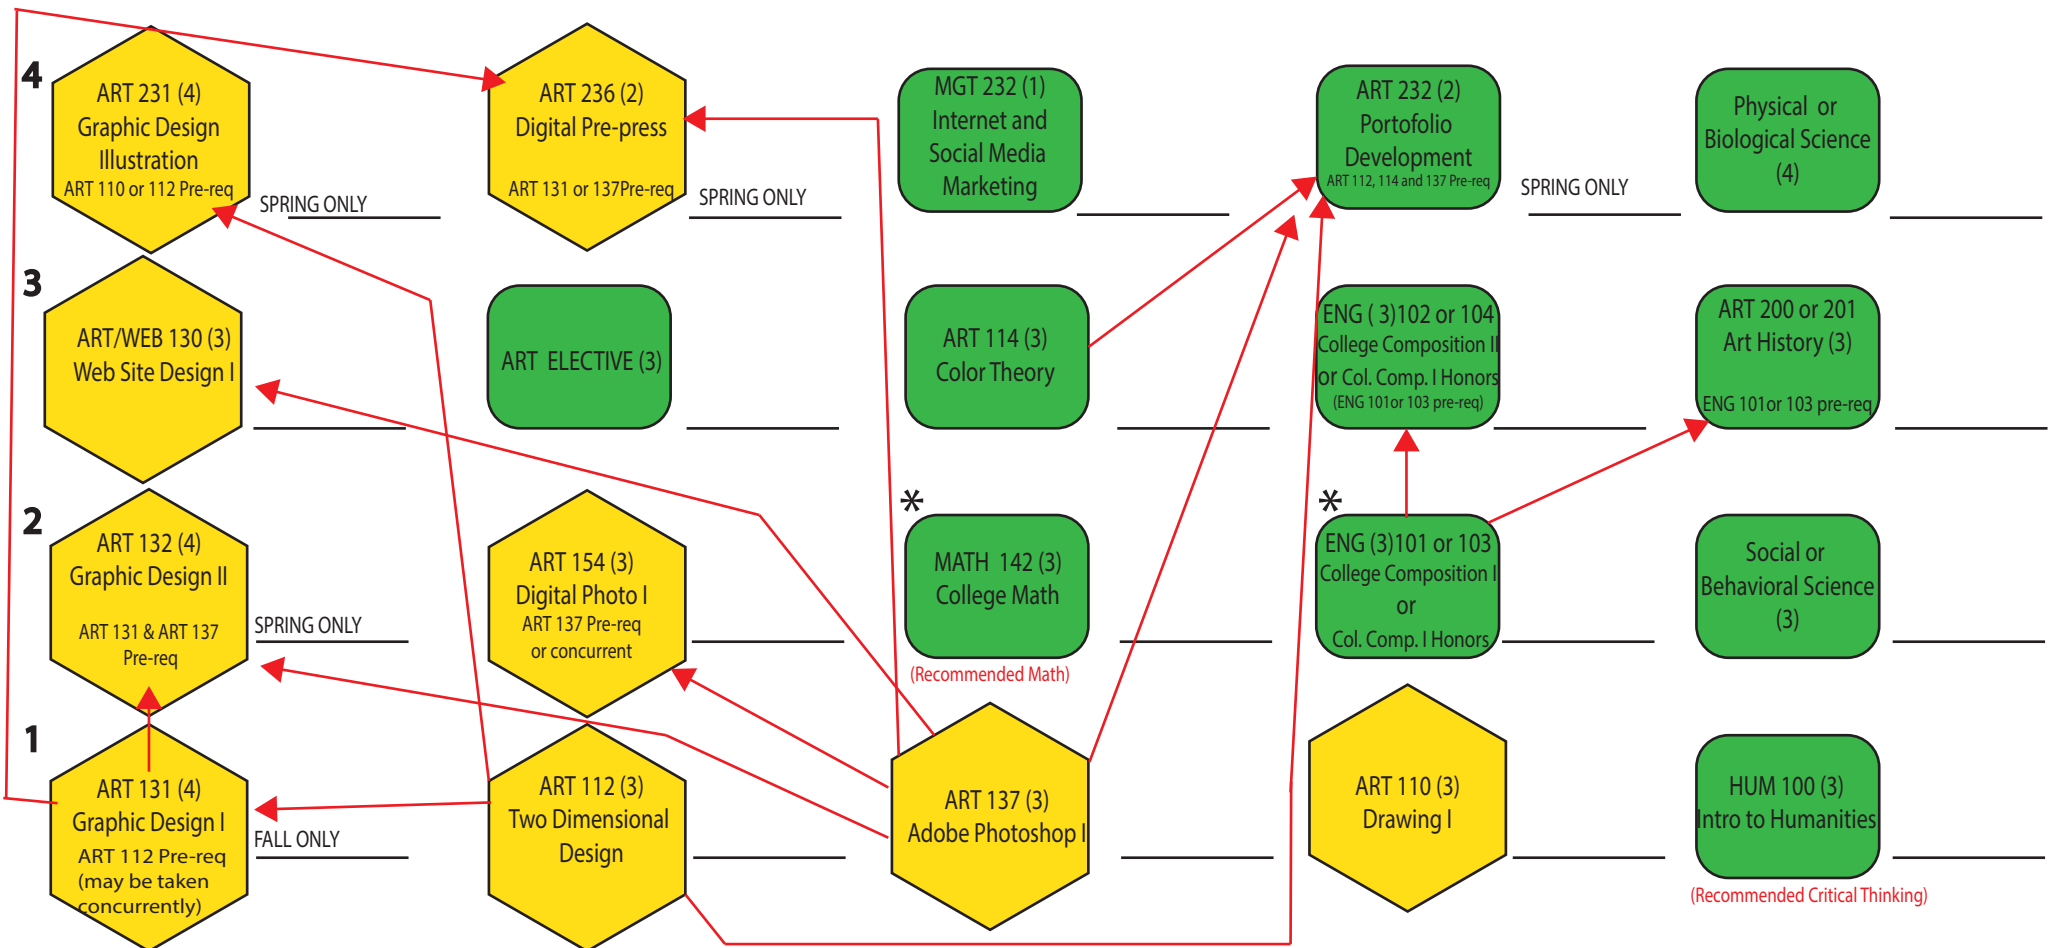 4
ART 231 (4)
Graphic Design
Illustration
ART 110 or 112 Pre-req
SPRING ONLY
ART 236 (2)
Digital Pre-press
ART 131 or 137Pre-req
SPRING ONLY
MGT 232 (1)
Internet and
Social Media
Marketing
ART 232 (2)
Portofolio
Development
ART 112, 114 and 137 Pre-req
SPRING ONLY
Physical or
Biological Science
(4)
3
ART/WEB 130 (3)
Web Site Design I
ART ELECTIVE (3)
ART 114 (3)
Color Theory
ENG ( 3)102 or 104
College Composition II
or Col. Comp. I Honors
(ENG 101or 103 pre-req)
ART 200 or 201
Art History (3)
ENG 101or 103 pre-req
2
ART 132 (4)
Graphic Design II
ART 131 & ART 137
Pre-req
SPRING ONLY
ART 154 (3)
Digital Photo I
ART 137 Pre-req
or concurrent
*
MATH 142 (3)
College Math
(Recommended Math)
*
ENG (3)101 or 103
College Composition I
or
Col. Comp. I Honors
Social or
Behavioral Science
(3)
1
ART 131 (4)
Graphic Design I
ART 112 Pre-req
(may be taken
concurrently)
FALL ONLY
ART 112 (3)
Two Dimensional
Design
ART 137 (3)
Adobe Photoshop I
ART 110 (3)
Drawing I
HUM 100 (3)
Intro to Humanities
(Recommended Critical Thinking)